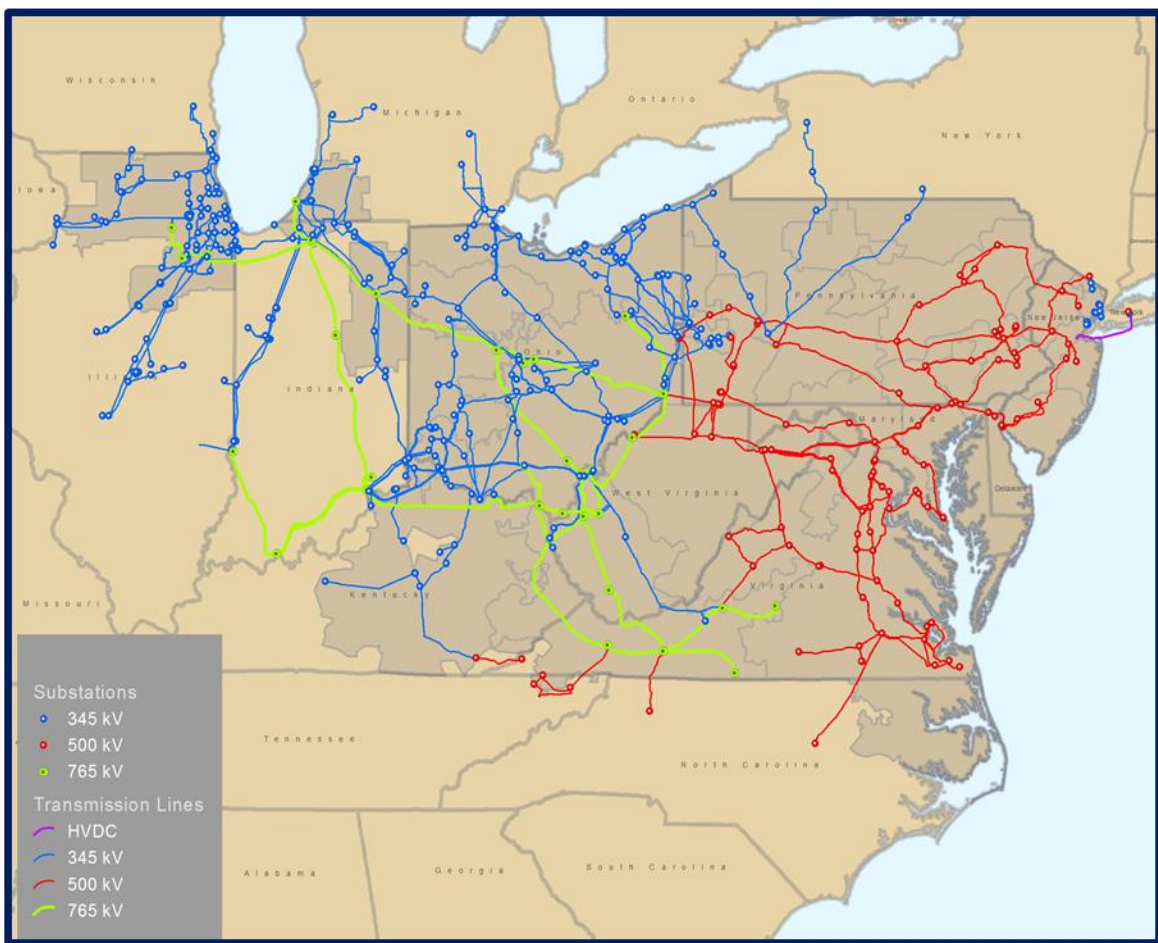 Wisconsin
Michigan
Ontario
New York
Iowa
Pennsylvania
New Jersey
New York
Ohio
Illinois
Indiana
Maryland
Delaware
West Virginia
Virginia
Kentucky
Missouri
Tennessee
North Carolina
Alabama
Georgia
South Carolina
Substations
345 kV
500 kV
765 kV
Transmission Lines
HVDC
345 kV
500 kV
765 kV